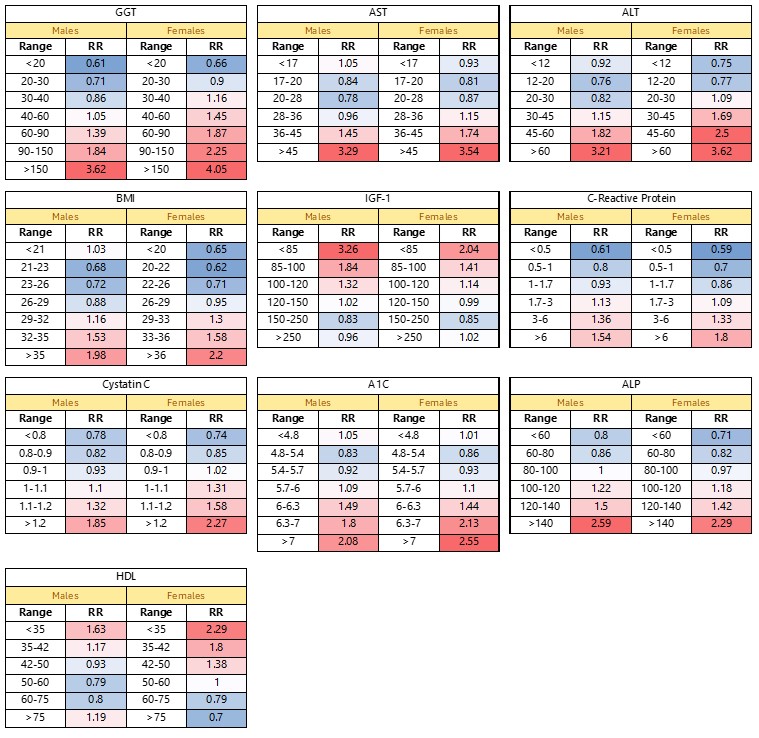 GGT
Males Females
Range RR Range RR
<20 0.61 <20 0.66
20-30 0.71 20-30 0.9
30-40 0.86 30-40 1.16
40-60 1.05 40-60 1.45
60-90 1.39 60-90 1.87
90-150 1.84 90-150 2.25
>150 3.62 >150 4.05
AST
Males Females
Range RR Range RR
<17 1.05 <17 0.93
17-20 0.84 17-20 0.81
20-28 0.78 20-28 0.87
28-36 0.96 28-36 1.15
36-45 1.45 36-45 1.74
>45 3.29 >45 3.54
ALT
Males Females
Range RR Range RR
<12 0.92 <12 0.75
12-20 0.76 12-20 0.77
20-30 0.82 20-30 1.09
30-45 1.15 30-45 1.69
45-60 1.82 45-60 2.5
>60 3.21 >60 3.62
BMI
Males Females
Range RR Range RR
<21 1.03 <20 0.65
21-23 0.68 20-22 0.62
23-26 0.72 22-26 0.71
26-29 0.88 26-29 0.95
29-32 1.16 29-33 1.3
32-35 1.53 33-36 1.58
>35 1.98 >36 2.2
IGF-1
Males Females
Range RR Range RR
<85 3.26 <85 2.04
85-100 1.84 85-100 1.41
100-120 1.32 100-120 1.14
120-150 1.02 120-150 0.99
150-250 0.83 150-250 0.85
>250 0.96 >250 1.02
C-Reactive Protein
Males Females
Range RR Range RR
<0.5 0.61 <0.5 0.59
0.5-1 0.8 0.5-1 0.7
1-1.7 0.93 1-1.7 0.86
1.7-3 1.13 1.7-3 1.09
3-6 1.36 3-6 1.33
>6 1.54 >6 1.8
Cystatin C
Males Females
Range RR Range RR
<0.8 0.78 <0.8 0.74
0.8-0.9 0.82 0.8-0.9 0.85
0.9-1 0.93 0.9-1 1.02
1-1.1 1.1 1-1.1 1.31
1.1-1.2 1.32 1.1-1.2 1.58
>1.2 1.85 >1.2 2.27
A1C
Males Females
Range RR Range RR
<4.8 1.05 <4.8 1.01
4.8-5.4 0.83 4.8-5.4 0.86
5.4-5.7 0.92 5.4-5.7 0.93
5.7-6 1.09 5.7-6 1.1
6-6.3 1.49 6-6.3 1.44
6.3-7 1.8 6.3-7 2.13
>7 2.08 >7 2.55
ALP
Males Females
Range RR Range RR
<60 0.8 <60 0.71
60-80 0.86 60-80 0.82
80-100 1 80-100 0.97
100-120 1.22 100-120 1.18
120-140 1.5 120-140 1.42
>140 2.59 >140 2.29
HDL
Males Females
Range RR Range RR
<35 1.63 <35 2.29
35-42 1.17 35-42 1.8
42-50 0.93 42-50 1.38
50-60 0.79 50-60 1
60-75 0.8 60-75 0.79
>75 1.19 >75 0.7